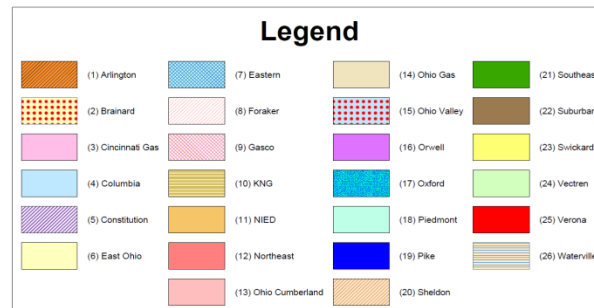 Legend
(1) Arlington
(2) Brainard
(3) Cincinnati Gas
(4) Columbia
(5) Constitution
(6) East Ohio
(7) Eastern
(8) Foraker
(9) Gasco
(10) KNG
(11) NIED
(12) Northeast
(13) Ohio Cumberland
(14) Ohio Gas
(15) Ohio Valley
(16) Orwell
(17) Oxford
(18) Piedmont
(19) Pike
(20) Sheldon
(21) Southeas
(22) Suburban
(23) Swickard
(24) Vectren
(25) Verona
(26) Waterville